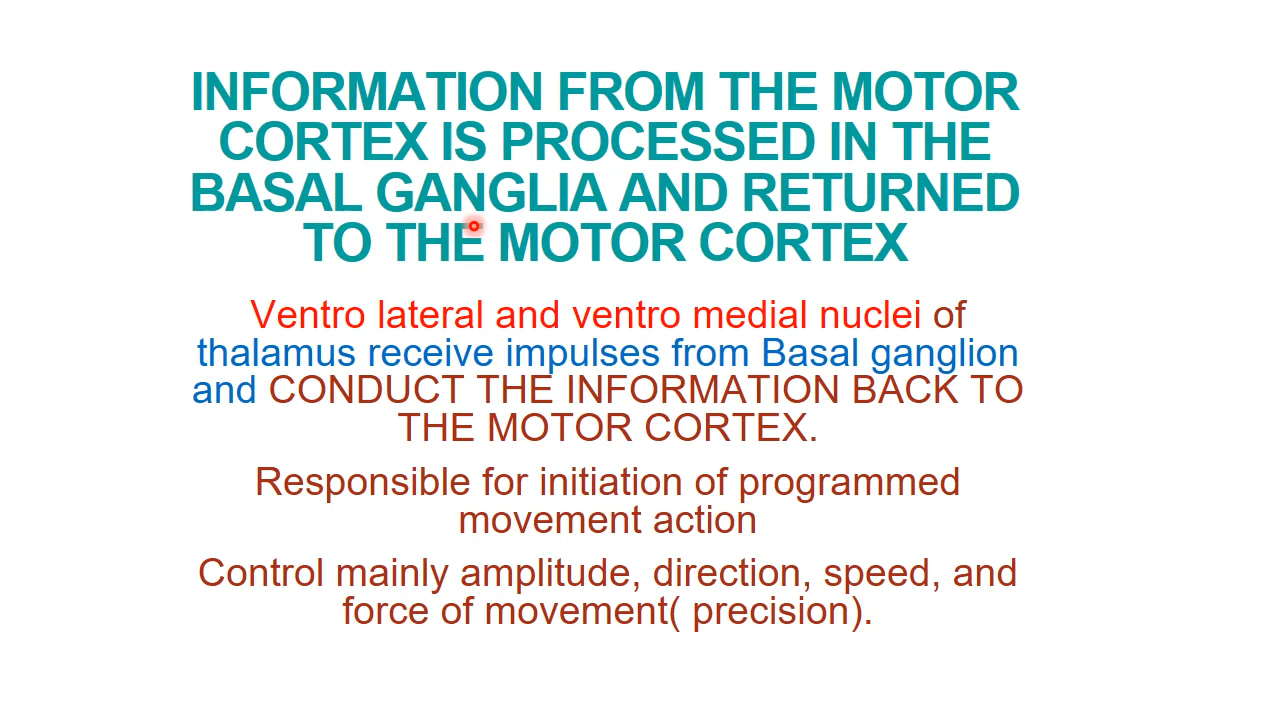 INFORMATION FROM THE MOTOR
CORTEX IS PROCESSED IN THE
BASAL GANGLIA AND RETURNED
TO THE MOTOR CORTEX
Ventro lateral and ventro medial nuclei of
thalamus receive impulses from Basal ganglion
and CONDUCT THE INFORMATION BACK TO
THE MOTOR CORTEX.
Responsible for initiation of programmed
movement action
Control mainly amplitude, direction, speed, and
force of movement( precision).